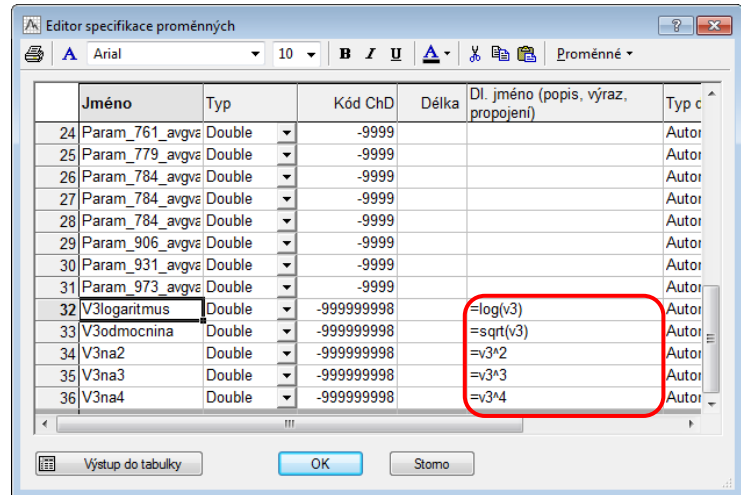 Editor specifikace proměnných
Arial 10 B I U A Proměnné
Jméno Typ Kód ChD Délka Dl. jméno (popis, výraz, propojení) Typ
24 Param_761_avgva Double -9999 Autor
25 Param_779_avgva Double -9999 Autor
26 Param_784_avgva Double -9999 Autor
27 Param_784_avgva Double -9999 Autor
28 Param_784_avgva Double -9999 Autor
29 Param_906_avgva Double -9999 Autor
30 Param_931_avgva Double -9999 Autor
31 Param_973_avgva Double -9999 Autor
32 V3logaritmus Double -999999998 =log(v3) Autor
33 V3odmocnina Double -999999998 =sqrt(v3) Autor
34 V3na2 Double -999999998 =v3^2 Autor
35 V3na3 Double -999999998 =v3^3 Autor
36 V3na4 Double -999999998 =v3^4 Autor
Výstup do tabulky OK Storno